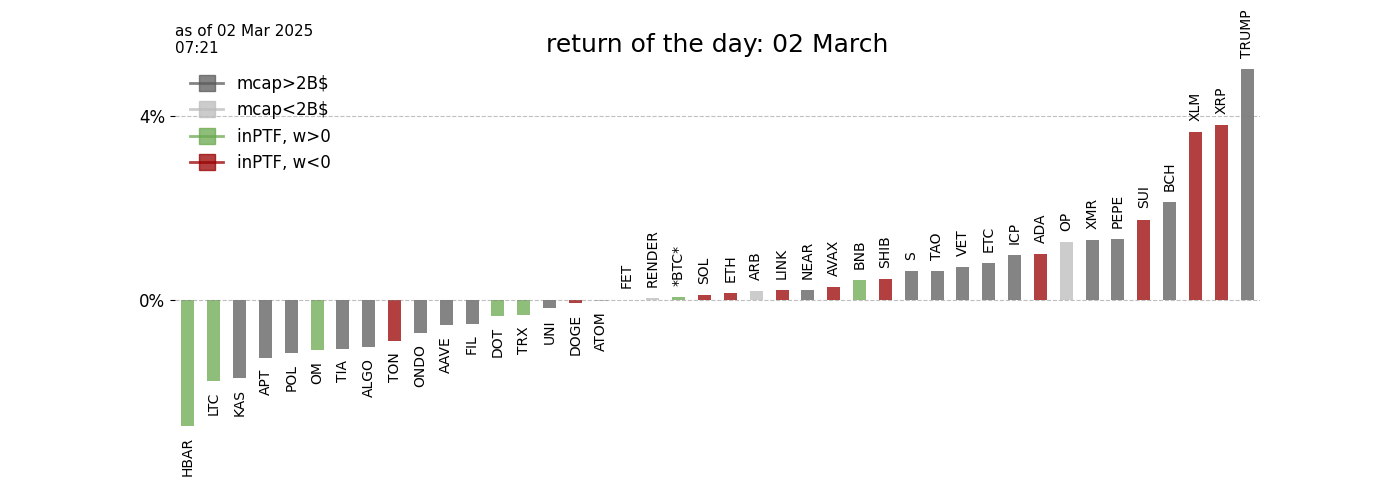 as of 02 Mar 2025
07:21
return of the day: 02 March
mcap>2B$
mcap<2B$
inPTF, w>0
inPTF, w<0
4%
0%
HBAR
LTC
KAS
APT
POL
OM
TIA
ALGO
TON
ONDO
AAVE
FIL
DOT
TRX
UNI
DOGE
ATOM
FET
RENDER
*BTC*
SOL
ETH
ARB
LINK
NEAR
AVAX
BNB
SHIB
S
TAO
VET
ETC
ICP
ADA
OP
XMR
PEPE
SUI
BCH
XLM
XRP
TRUMP